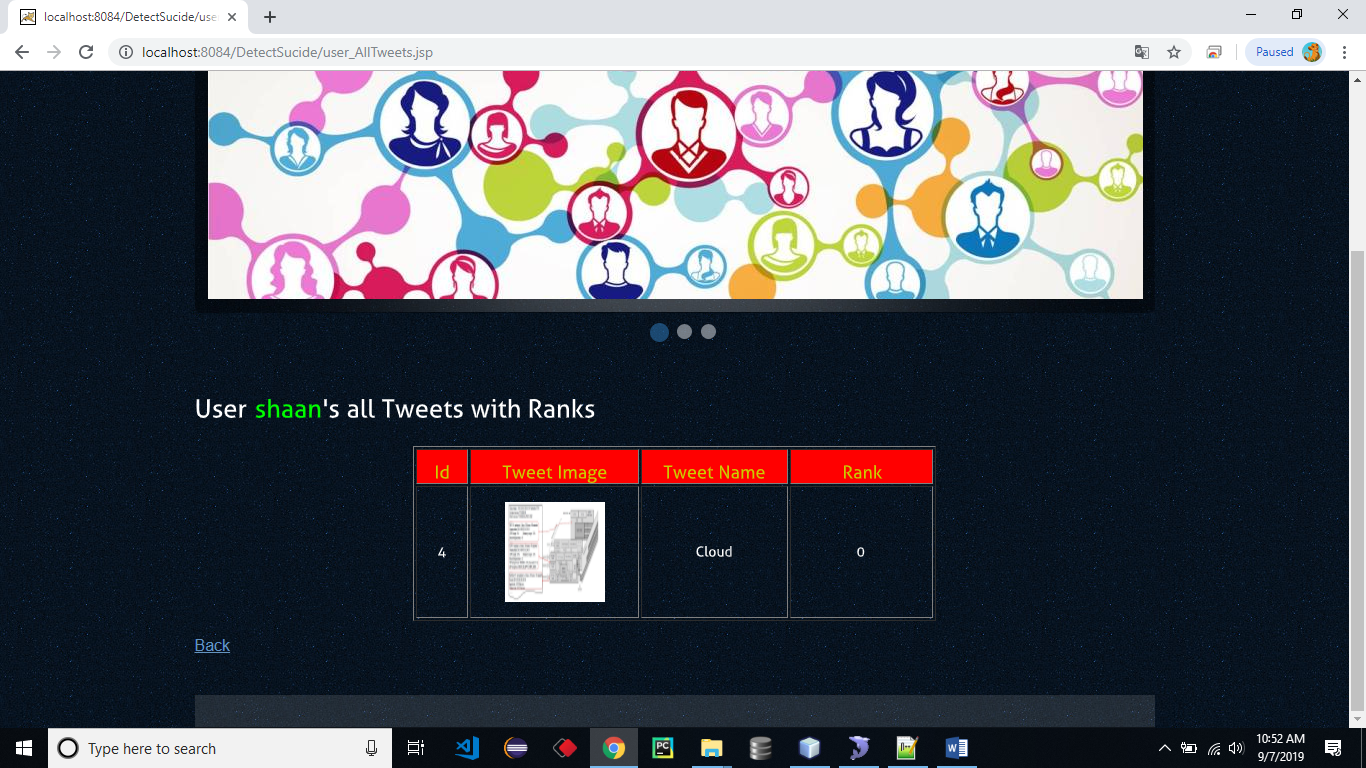 localhost:8084/DetectSucide/use
localhost:8084/DetectSucide/user_AllTweets.jsp
Paused
User shaan's all Tweets with Ranks
Id Tweet Image Tweet Name Rank
4 Cloud 0
Back
Type here to search
PC
10:52 AM
9/7/2019